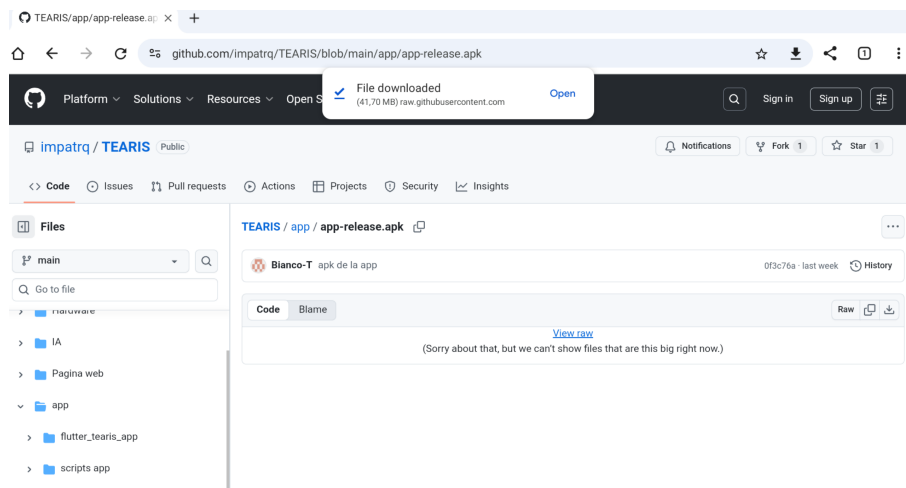 TEARIS/app/app-release.ap
github.com/impatrq/TEARIS/blob/main/app/app-release.apk
1
File downloaded
(41,70 MB) raw.githubusercontent.com
Open
Platform Solutions Resources Open S
Sign in Sign up
impatrq / TEARIS Public
Notifications Fork 1 Star 1
Code Issues Pull requests Actions Projects Security Insights
Files
TEARIS / app / app-release.apk
main
Bianco-T apk de la app
0f3c76a · last week History
Go to file
Code Blame
Raw
Hardware
View raw
(Sorry about that, but we can't show files that are this big right now.)
IA
Pagina web
app
flutter_tearis_app
scripts app